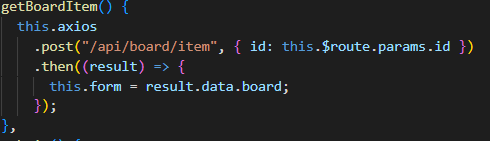 getBoardItem() {
this.axios
.post("/api/board/item", { id: this.$route.params.id })
.then((result) => {
this.form = result.data.board;
});
},